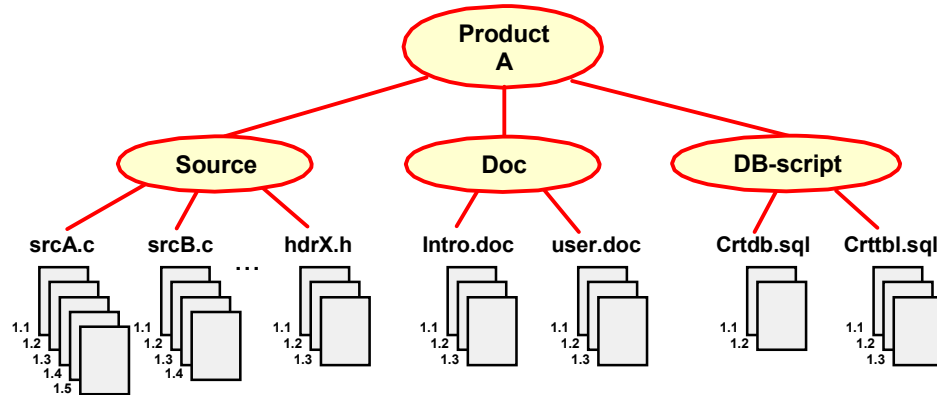 Product
A
Source
Doc
DB-script
srcA.c
srcB.c
...
hdrX.h
Intro.doc
user.doc
Crtdb.sql
Crttbl.sql
1.1
1.2
1.3
1.4
1.5
1.1
1.2
1.3
1.4
1.1
1.2
1.3
1.1
1.2
1.3
1.1
1.2
1.3
1.1
1.2
1.1
1.2
1.3